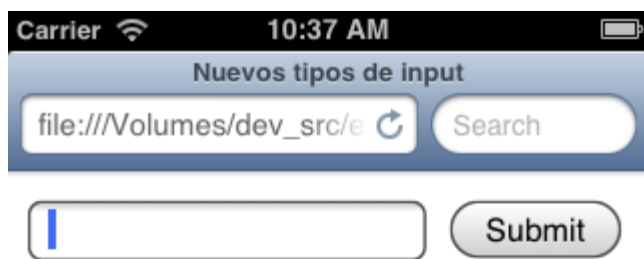 Carrier 10:37 AM
Nuevos tipos de input
file:///Volumes/dev_src/e Search
Submit